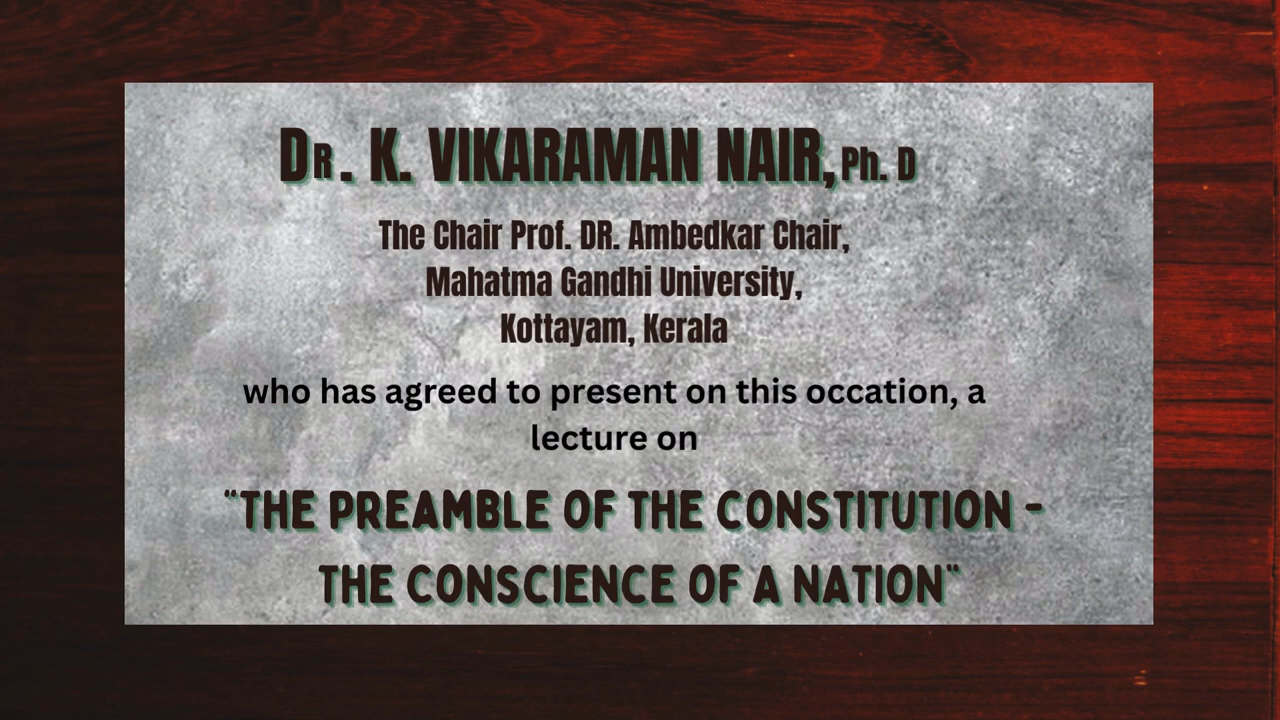 DR. K. VIKARAMAN NAIR, Ph. D
The Chair Prof. DR. Ambedkar Chair,
Mahatma Gandhi University,
Kottayam, Kerala
who has agreed to present on this occation, a
lecture on
"THE PREAMBLE OF THE CONSTITUTION -
THE CONSCIENCE OF A NATION"